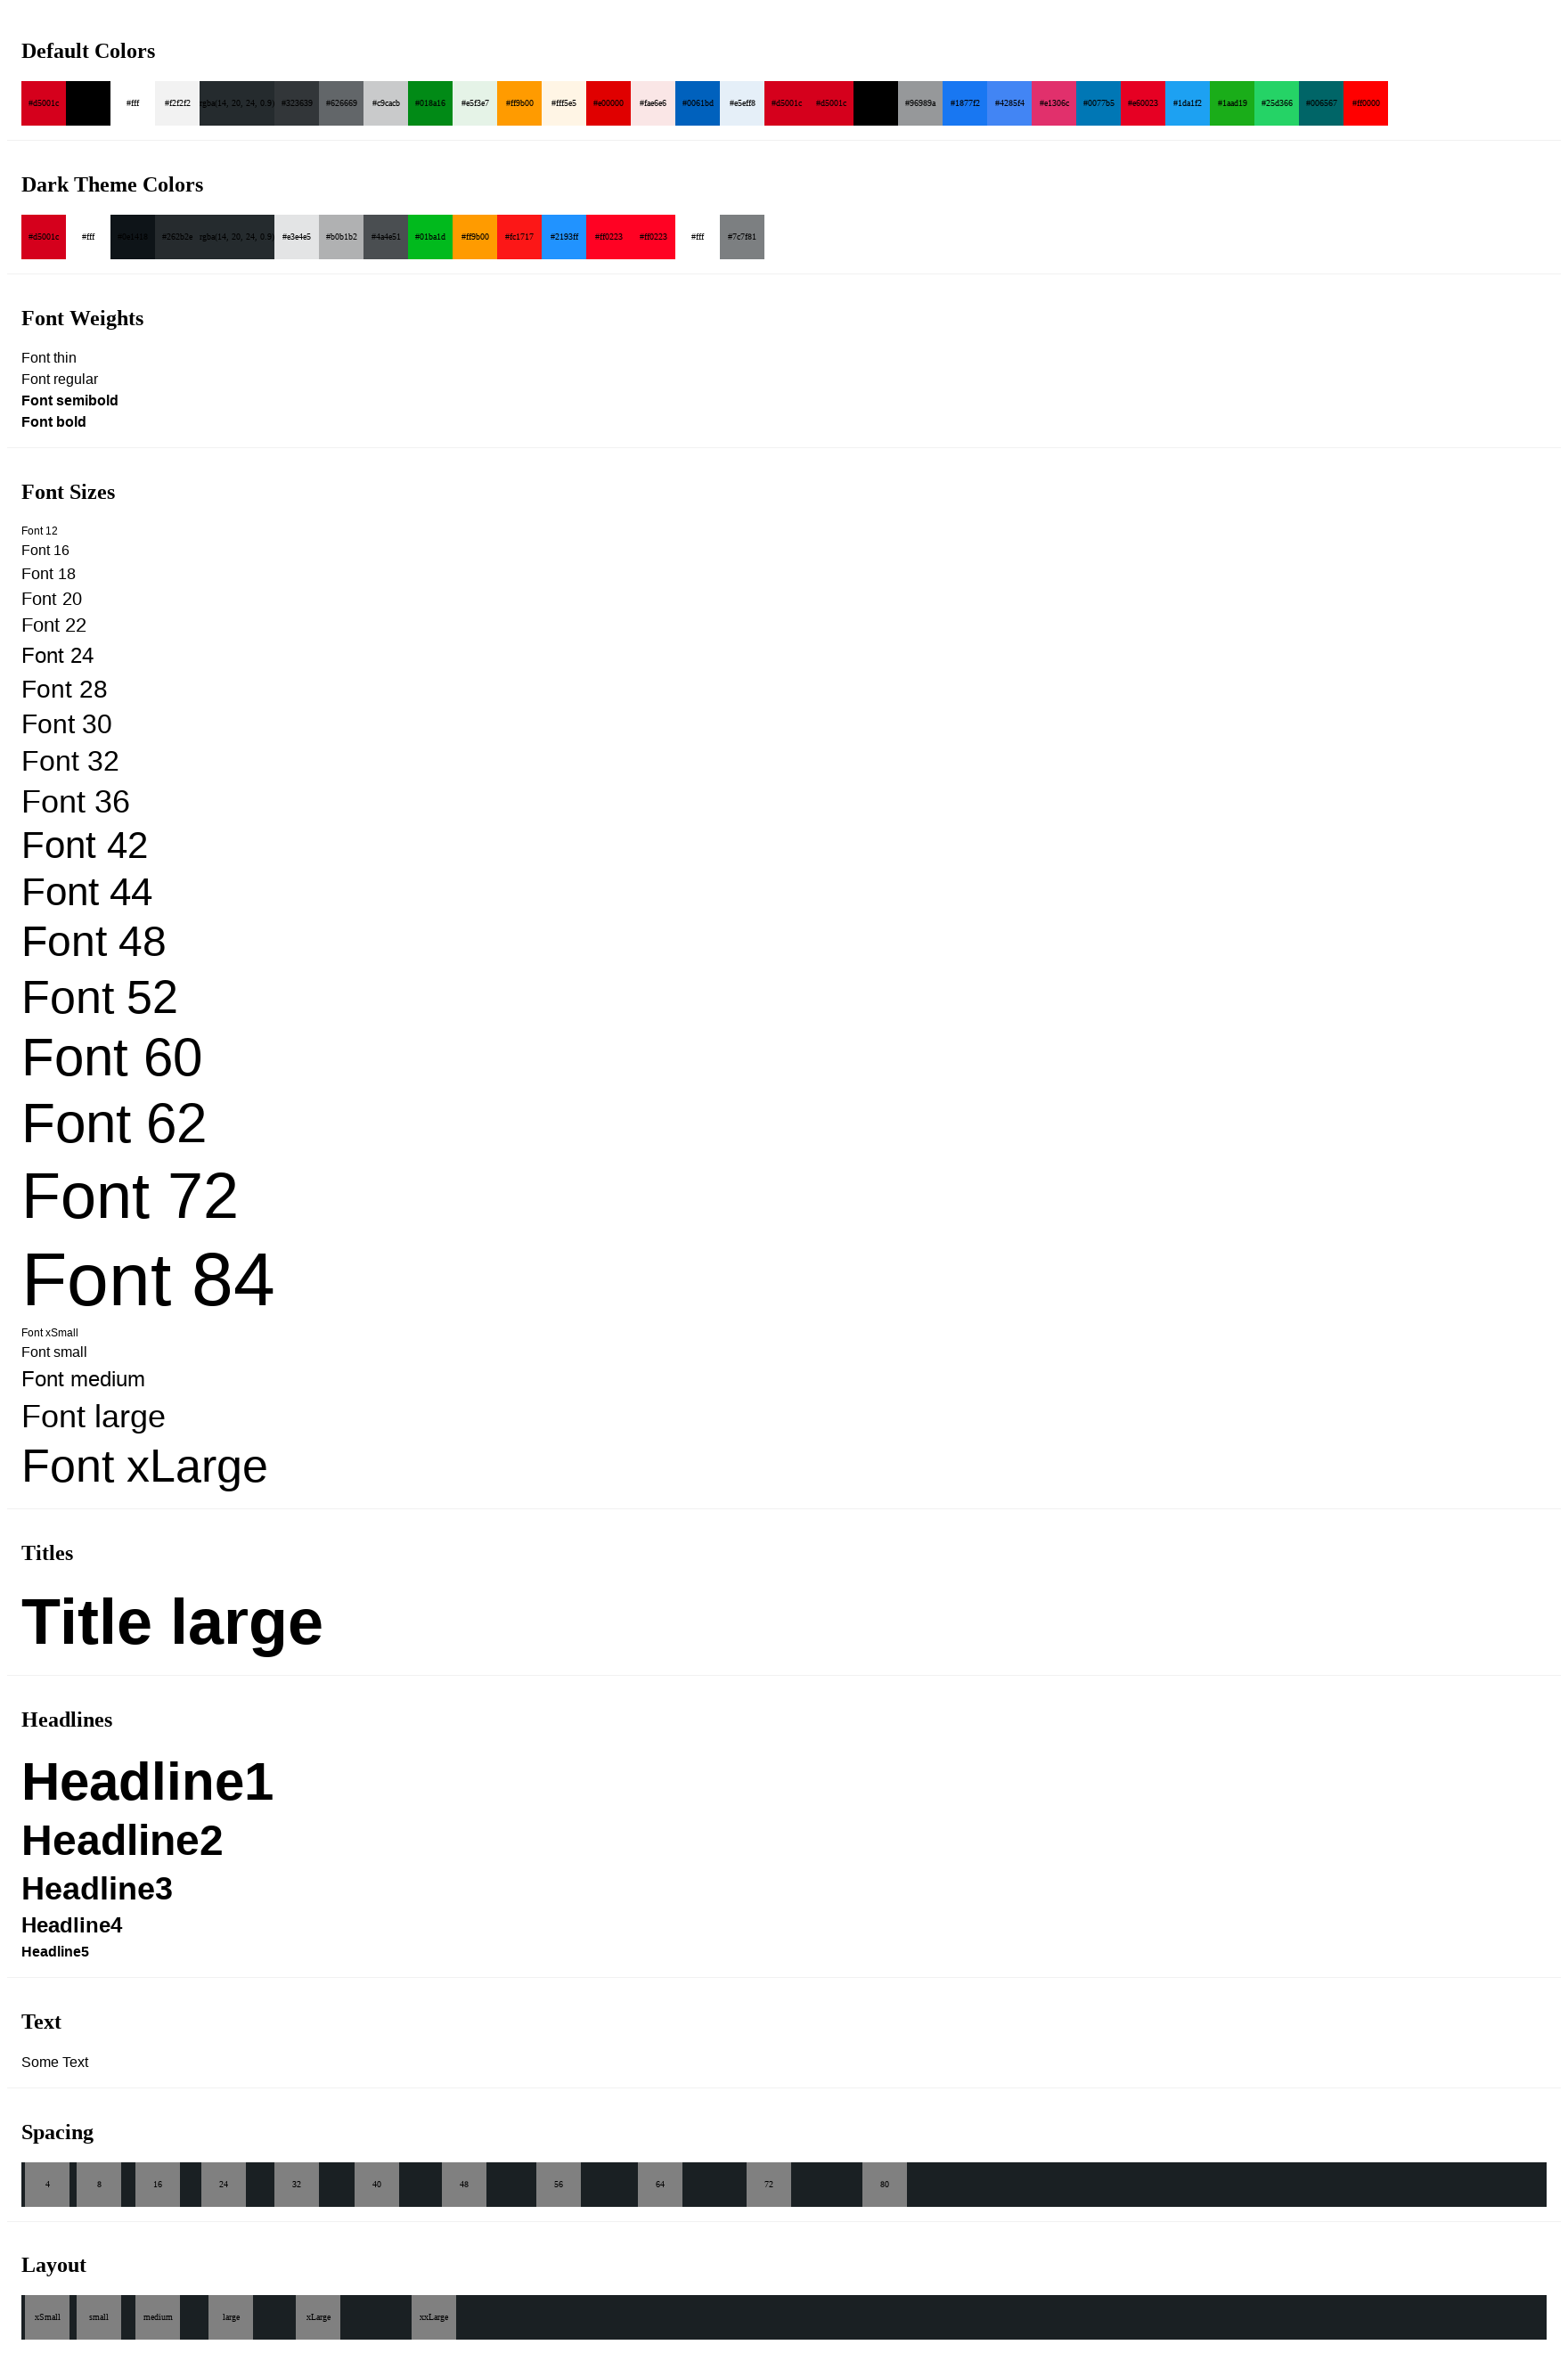 Default Colors
#d5001c #fff #f2f2f2 rgba(14, 20, 24, 0.9) #323639 #626669 #c9cacb #018a16 #e5f3e7 #ff9b00 #fff5e5 #e00000 #fae6e6 #0061bd #e5eff8 #d5001c #d5001c #96989a #1877f2 #4285f4 #e1306c #0077b5 #e60023 #1da1f2 #1aad19 #25d366 #006567 #ff0000
Dark Theme Colors
#d5001c #fff #0e1418 #262b2e rgba(14, 20, 24, 0.9) #e3e4e5 #b0b1b2 #4a4e51 #01ba1d #ff9b00 #fc1717 #2193ff #ff0223 #ff0223 #fff #7c7f81
Font Weights
Font thin
Font regular
Font semibold
Font bold
Font Sizes
Font 12
Font 16
Font 18
Font 20
Font 22
Font 24
Font 28
Font 30
Font 32
Font 36
Font 42
Font 44
Font 48
Font 52
Font 60
Font 62
Font 72
Font 84
Font xSmall
Font small
Font medium
Font large
Font xLarge
Titles
Title large
Headlines
Headline1
Headline2
Headline3
Headline4
Headline5
Text
Some Text
Spacing
4 8 16 24 32 40 48 56 64 72 80
Layout
xSmall small medium large xLarge xxLarge